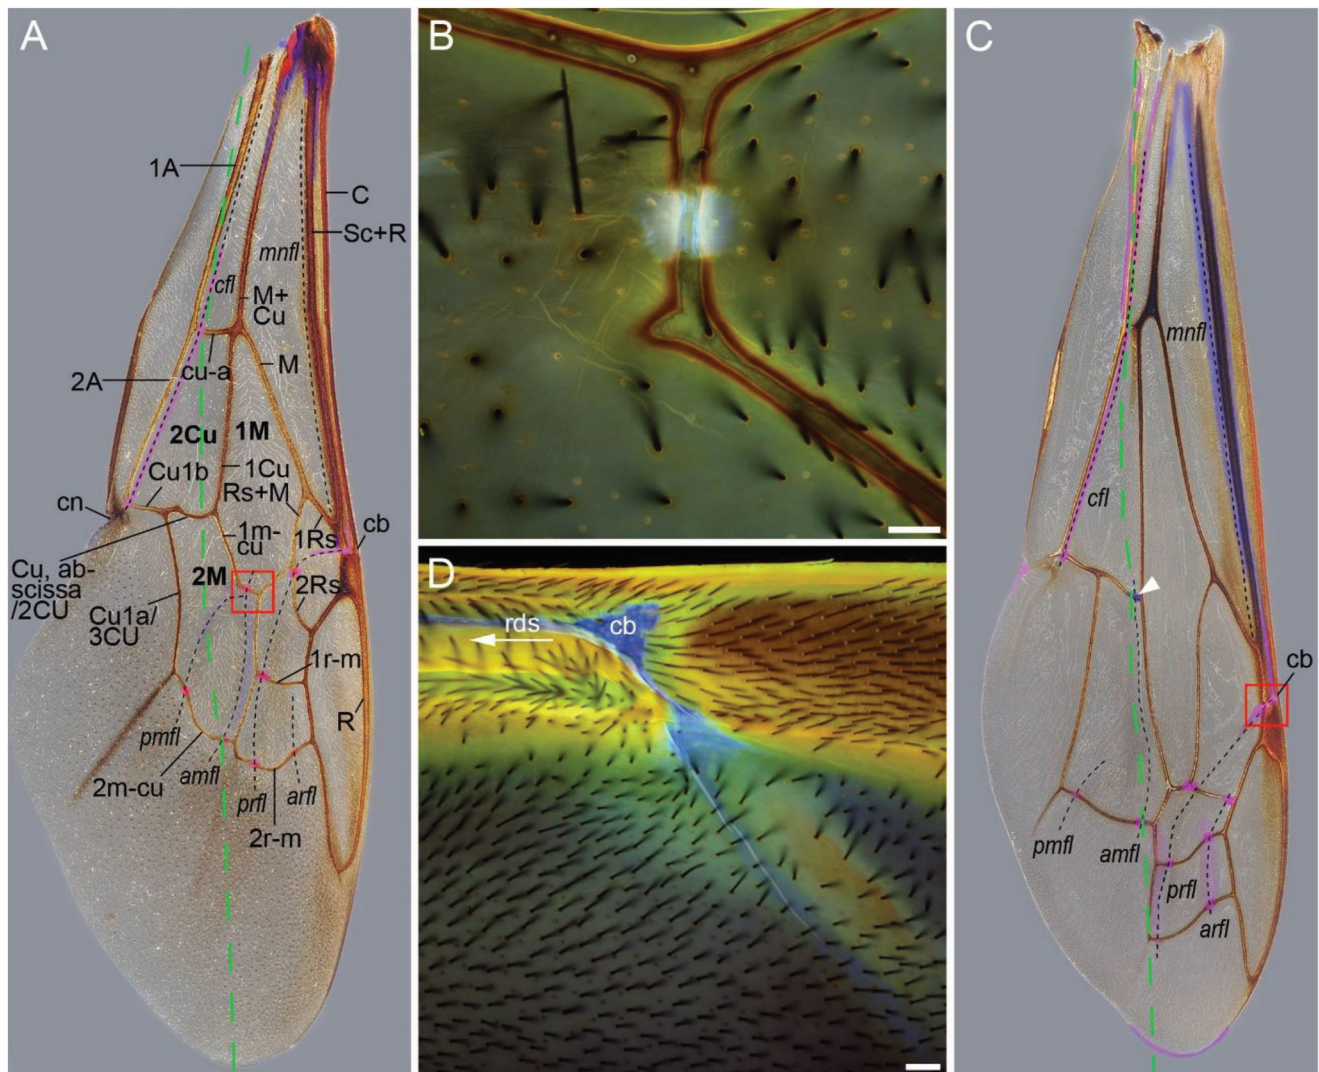 A
1A
C
Sc+R
mnfl
cfl
M+
Cu
M
cu-a
2A
2Cu
1M
Cu1b
1Cu
Rs+M
cn
1m-
cu
1Rs
cb
Cu, ab-
scissa
/2CU
2M
2Rs
Cu1a/
3CU
1r-m
R
pmfl
2m-cu
amfl
prfl
arfl
2r-m
B
D
rds
cb
C
mnfl
cfl
cb
pmfl
amfl
prfl
arfl